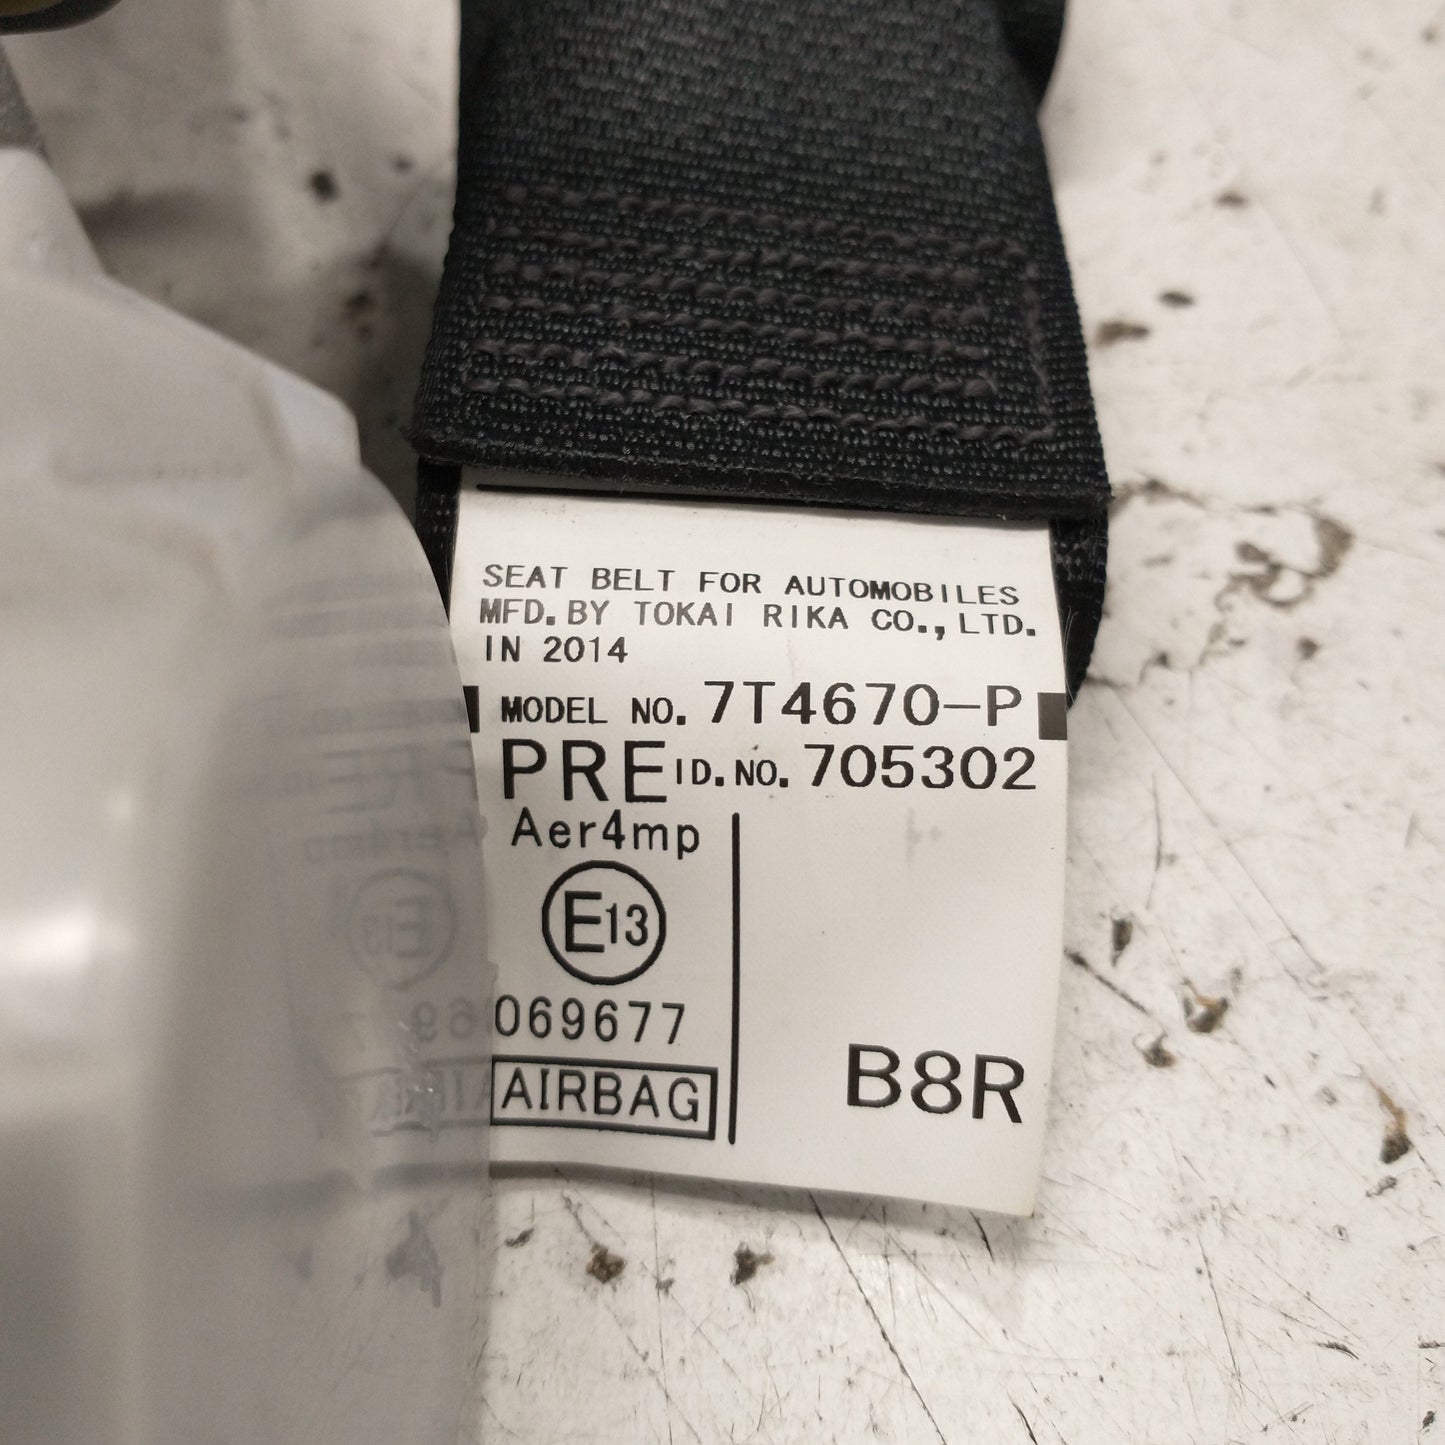 SEAT BELT FOR AUTOMOBILES
MFD. BY TOKAI RIKA CO., LTD.
IN 2014
MODEL NO. 7T4670-P
PRE ID. NO. 705302
Aer4mp
E13
069677
AIRBAG
B8R